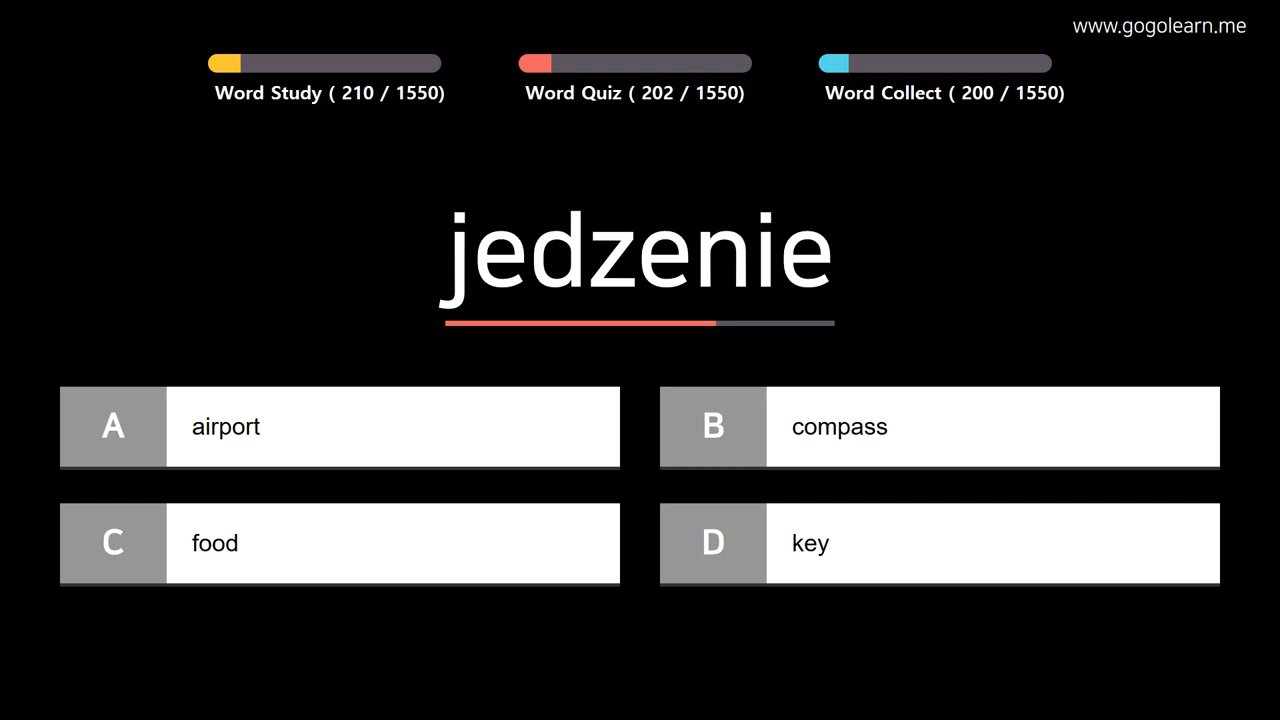 www.gogolearn.me
Word Study ( 210 / 1550)
Word Quiz ( 202 / 1550)
Word Collect ( 200 / 1550)
jedzenie
A airport
B compass
C food
D key